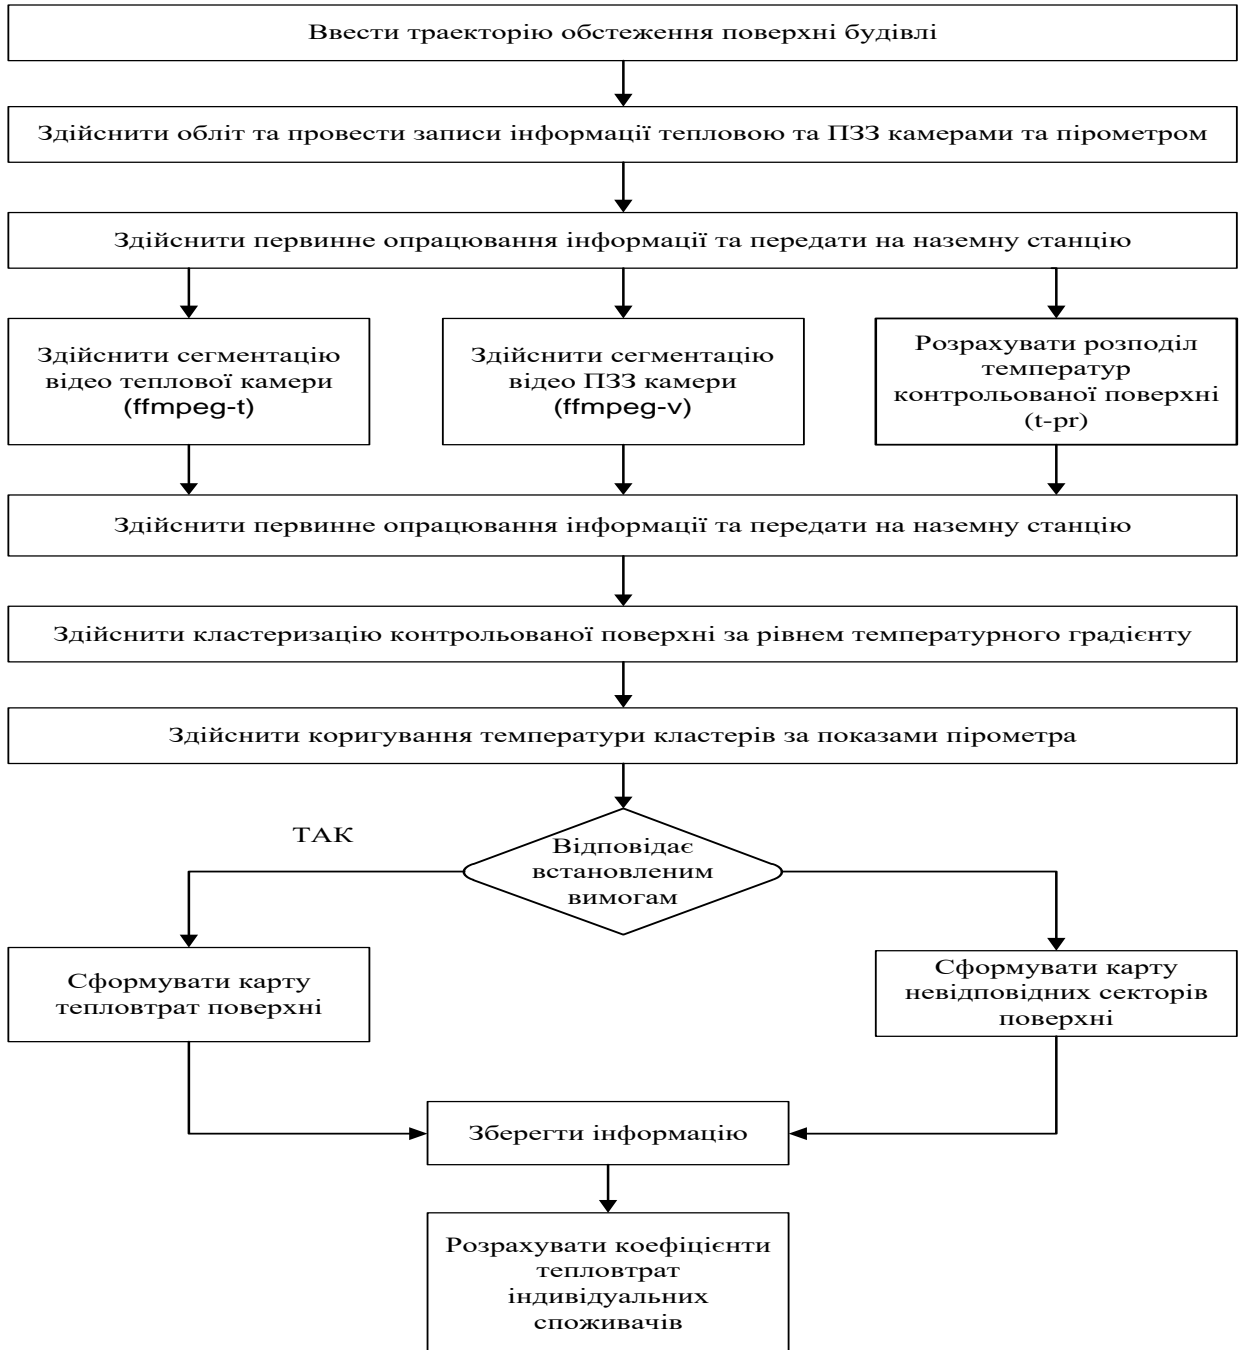 Ввести траекторію обстеження поверхні будівлі
Здійснити обліт та провести записи інформації тепловою та ПЗЗ камерами та пірометром
Здійснити первинне опрацювання інформації та передати на наземну станцію
Здійснити сегментацію
відео теплової камери
(ffmpeg-t)
Здійснити сегментацію
відео ПЗЗ камери
(ffmpeg-v)
Розрахувати розподіл
температур
контрольованої поверхні
(t-pr)
Здійснити первинне опрацювання інформації та передати на наземну станцію
Здійснити кластеризацію контрольованої поверхні за рівнем температурного градієнту
Здійснити коригування температури кластерів за показами пірометра
ТАК
Відповідає
встановленим
вимогам
Сформувати карту
тепловтрат поверхні
Сформувати карту
невідповідних секторів
поверхні
Зберегти інформацію
Розрахувати коефіцієнти
тепловтрат
індивідуальних
споживачів